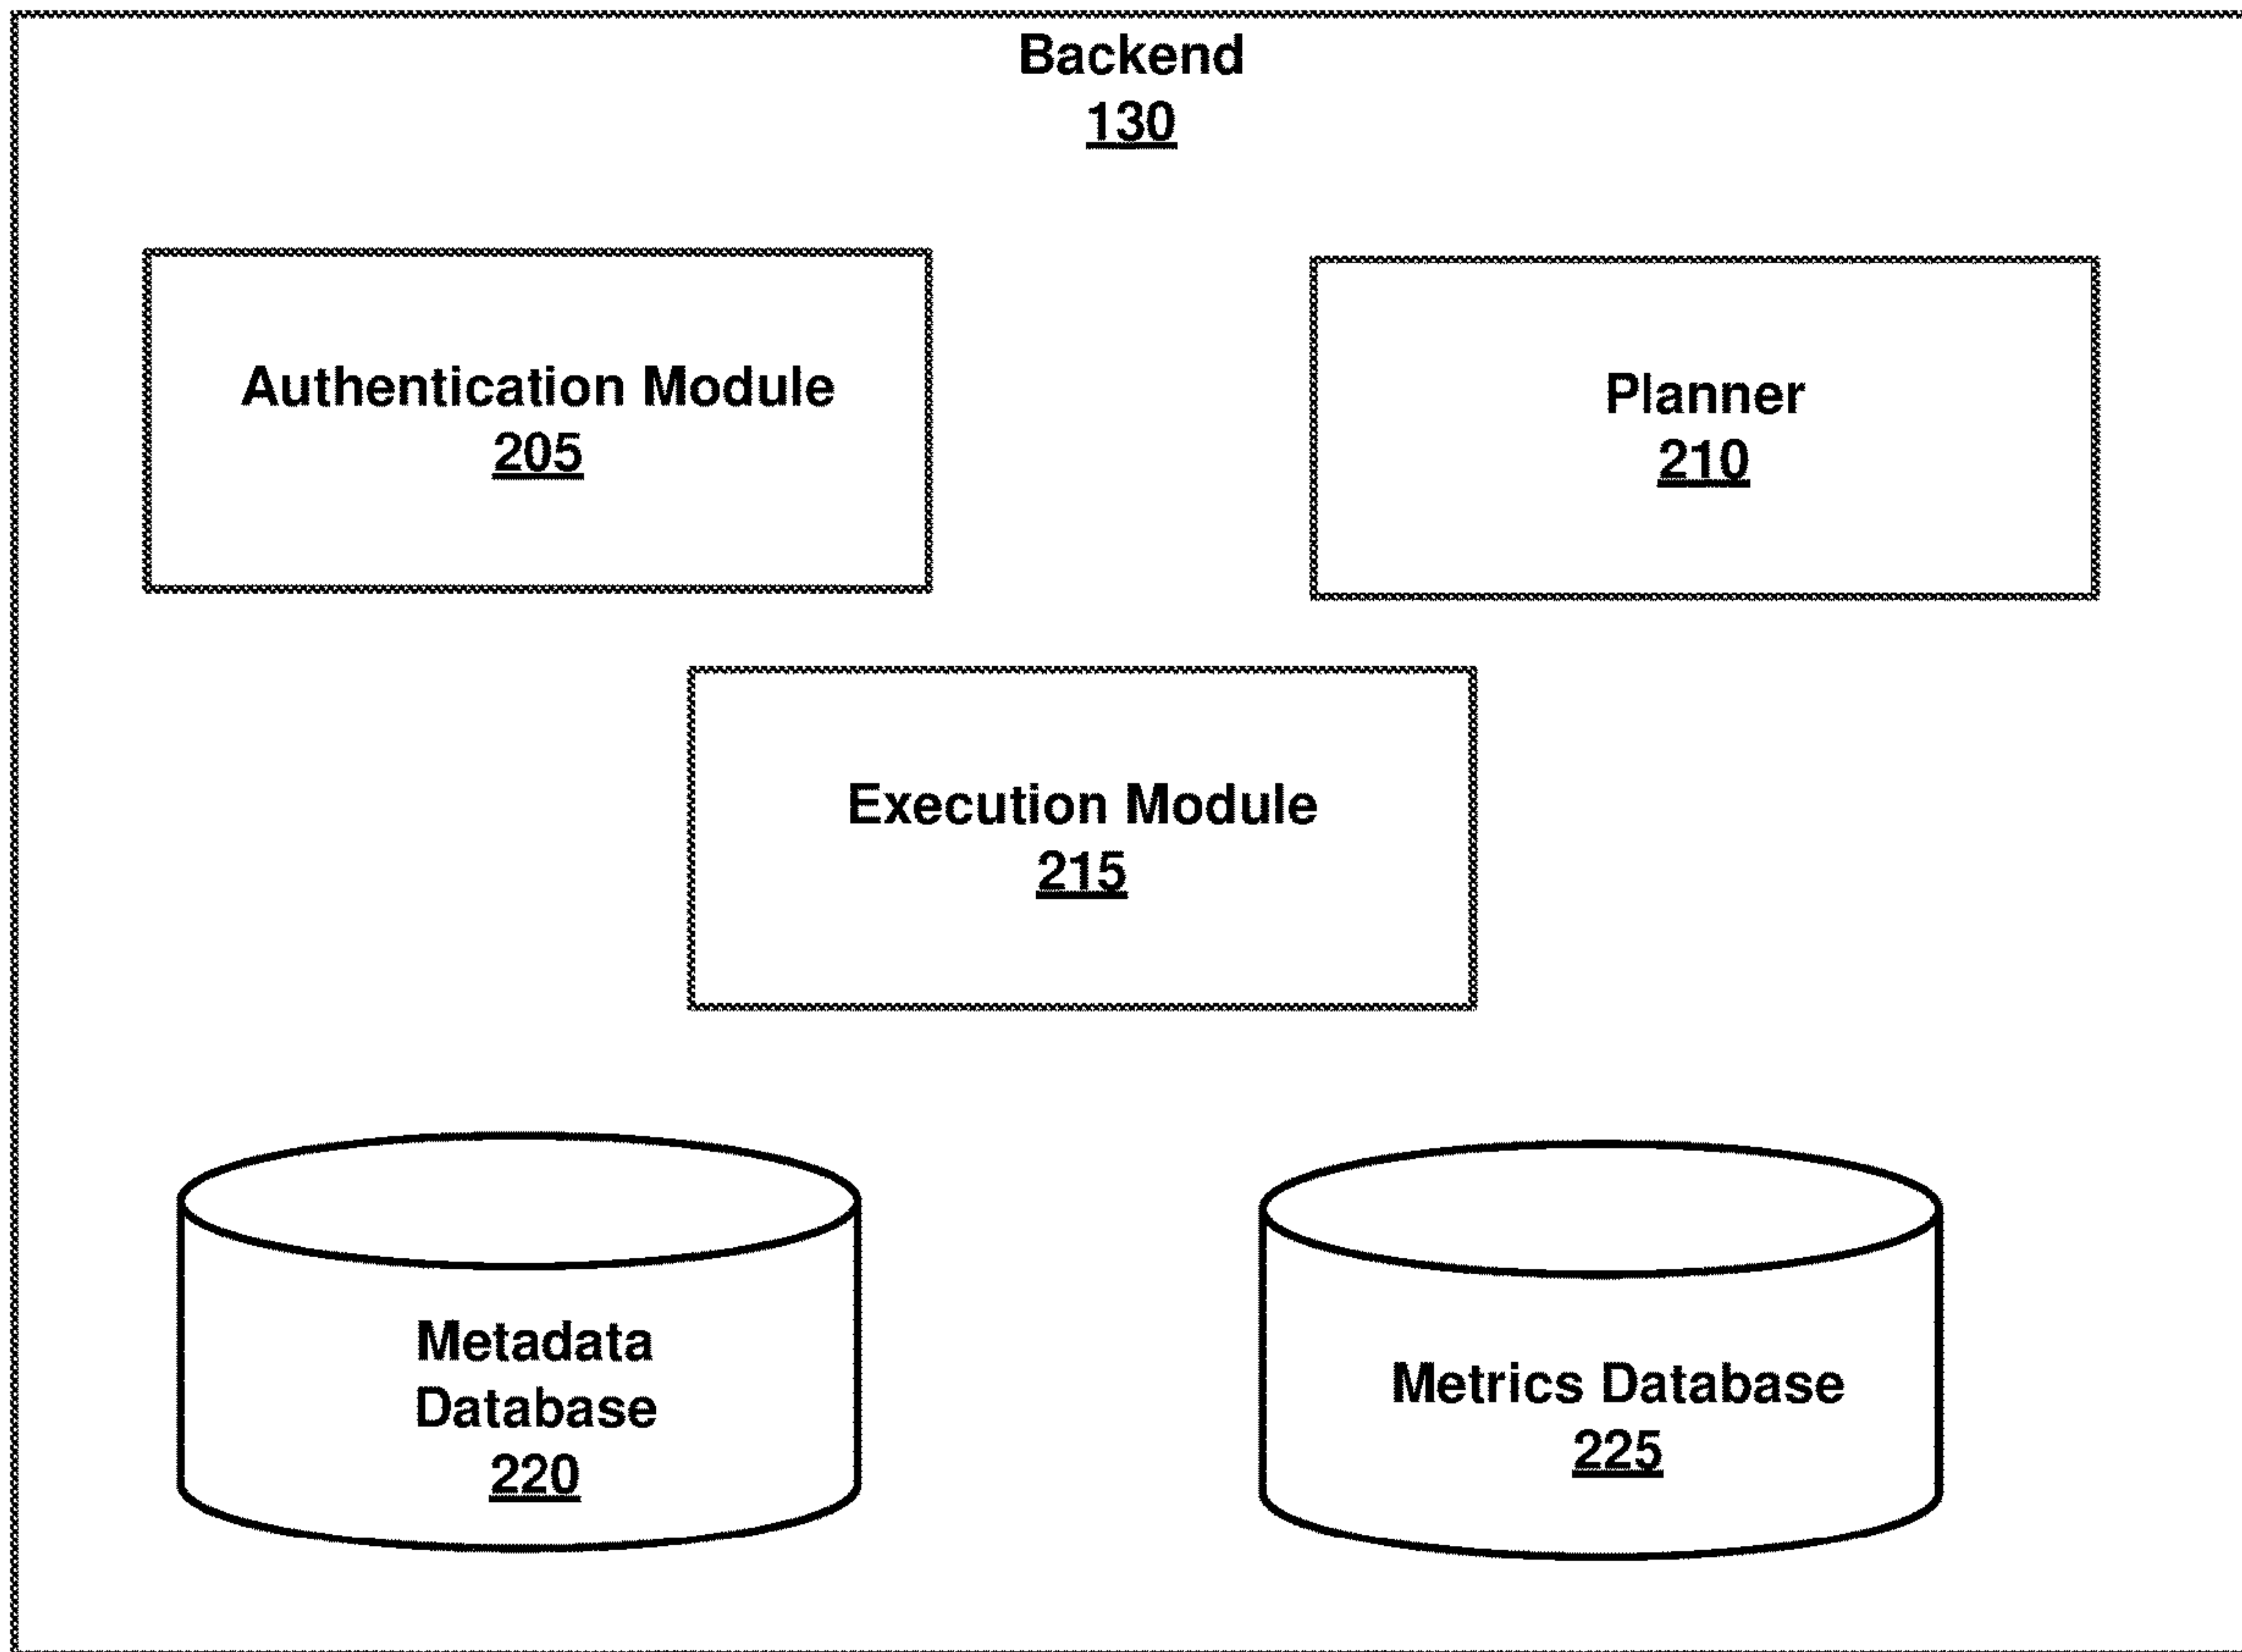 Backend
130
Authentication Module
205
Planner
210
Execution Module
215
Metadata
Database
220
Metrics Database
225